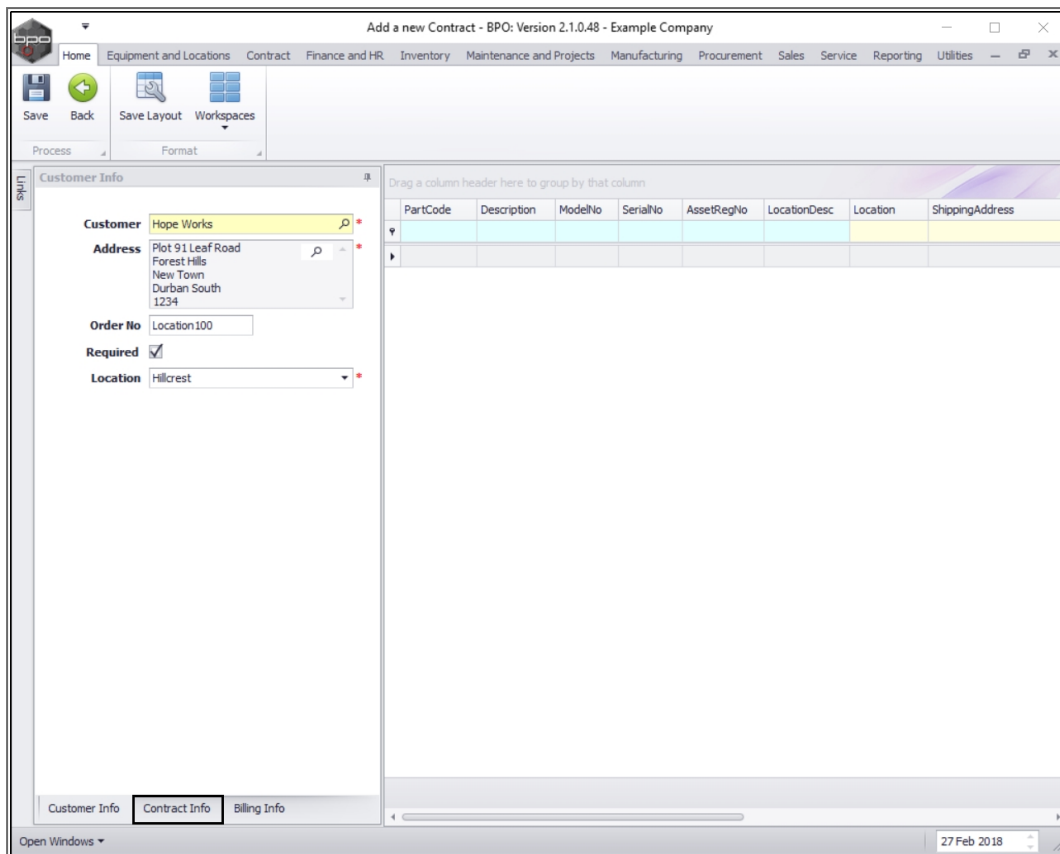 Add a new Contract - BPO: Version 2.1.0.48 - Example Company
bpo
Home Equipment and Locations Contract Finance and HR Inventory Maintenance and Projects Manufacturing Procurement Sales Service Reporting Utilities
Save Back Save Layout Workspaces
Process Format
Links
Customer Info
Drag a column header here to group by that column
PartCode Description ModelNo SerialNo AssetRegNo LocationDesc Location ShippingAddress
Customer Hope Works *
Address Plot 91 Leaf Road *
Forest Hills
New Town
Durban South
1234
Order No Location100
Required
Location Hillcrest *
Customer Info Contract Info Billing Info
Open Windows 27 Feb 2018